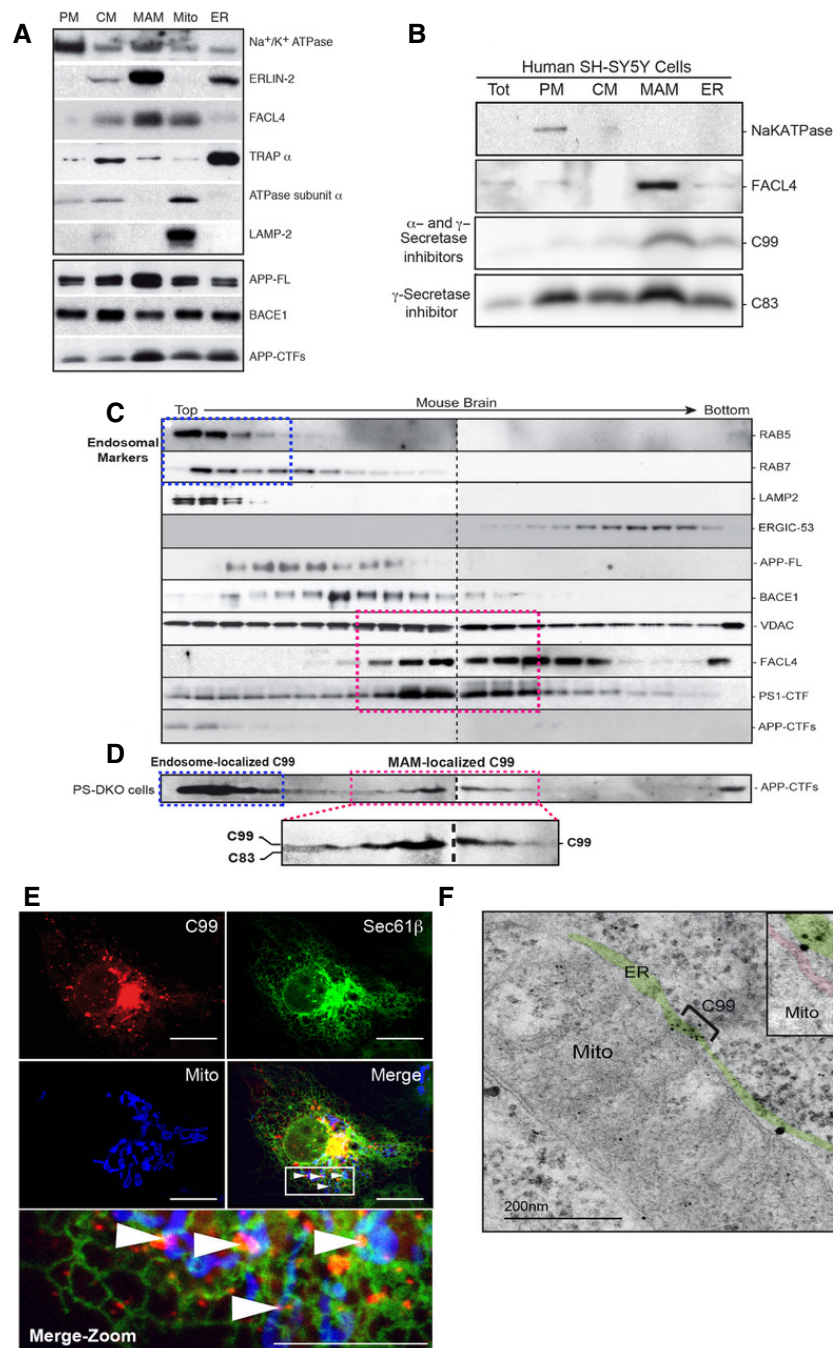 A
PM CM MAM Mito ER
Na⁺/K⁺ ATPase
ERLIN-2
FACL4
TRAP α
ATPase subunit α
LAMP-2
APP-FL
BACE1
APP-CTFs
B
Human SH-SY5Y Cells
Tot PM CM MAM ER
NaKATPase
FACL4
α– and γ–
Secretase
inhibitors
C99
γ-Secretase
inhibitor
C83
C
Mouse Brain
Top Bottom
Endosomal
Markers
RAB5
RAB7
LAMP2
ERGIC-53
APP-FL
BACE1
VDAC
FACL4
PS1-CTF
APP-CTFs
D
Endosome-localized C99 MAM-localized C99
PS-DKO cells
APP-CTFs
C99
C83
C99
E
C99
Sec61β
Mito
Merge
Merge-Zoom
F
ER
C99
Mito
Mito
200nm